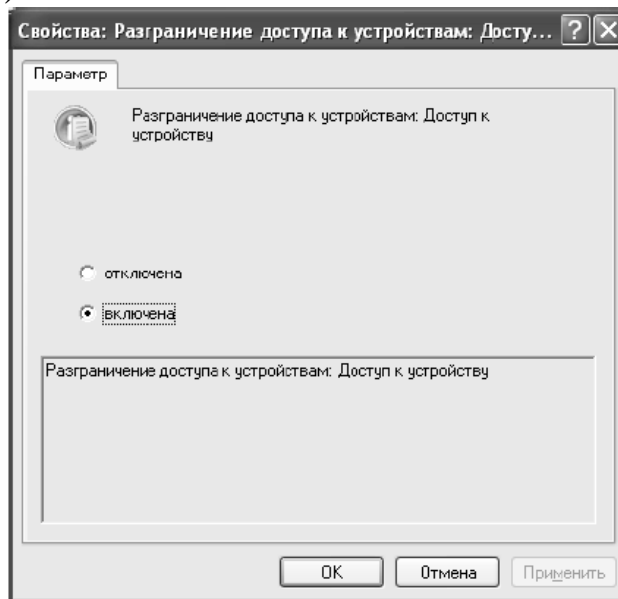 )
Свойства: Разграничение доступа к устройствам: Досту...
Параметр
Разграничение доступа к устройствам: Доступ к
устройству
отключена
включена
Разграничение доступа к устройствам: Доступ к устройству
OK Отмена Применить